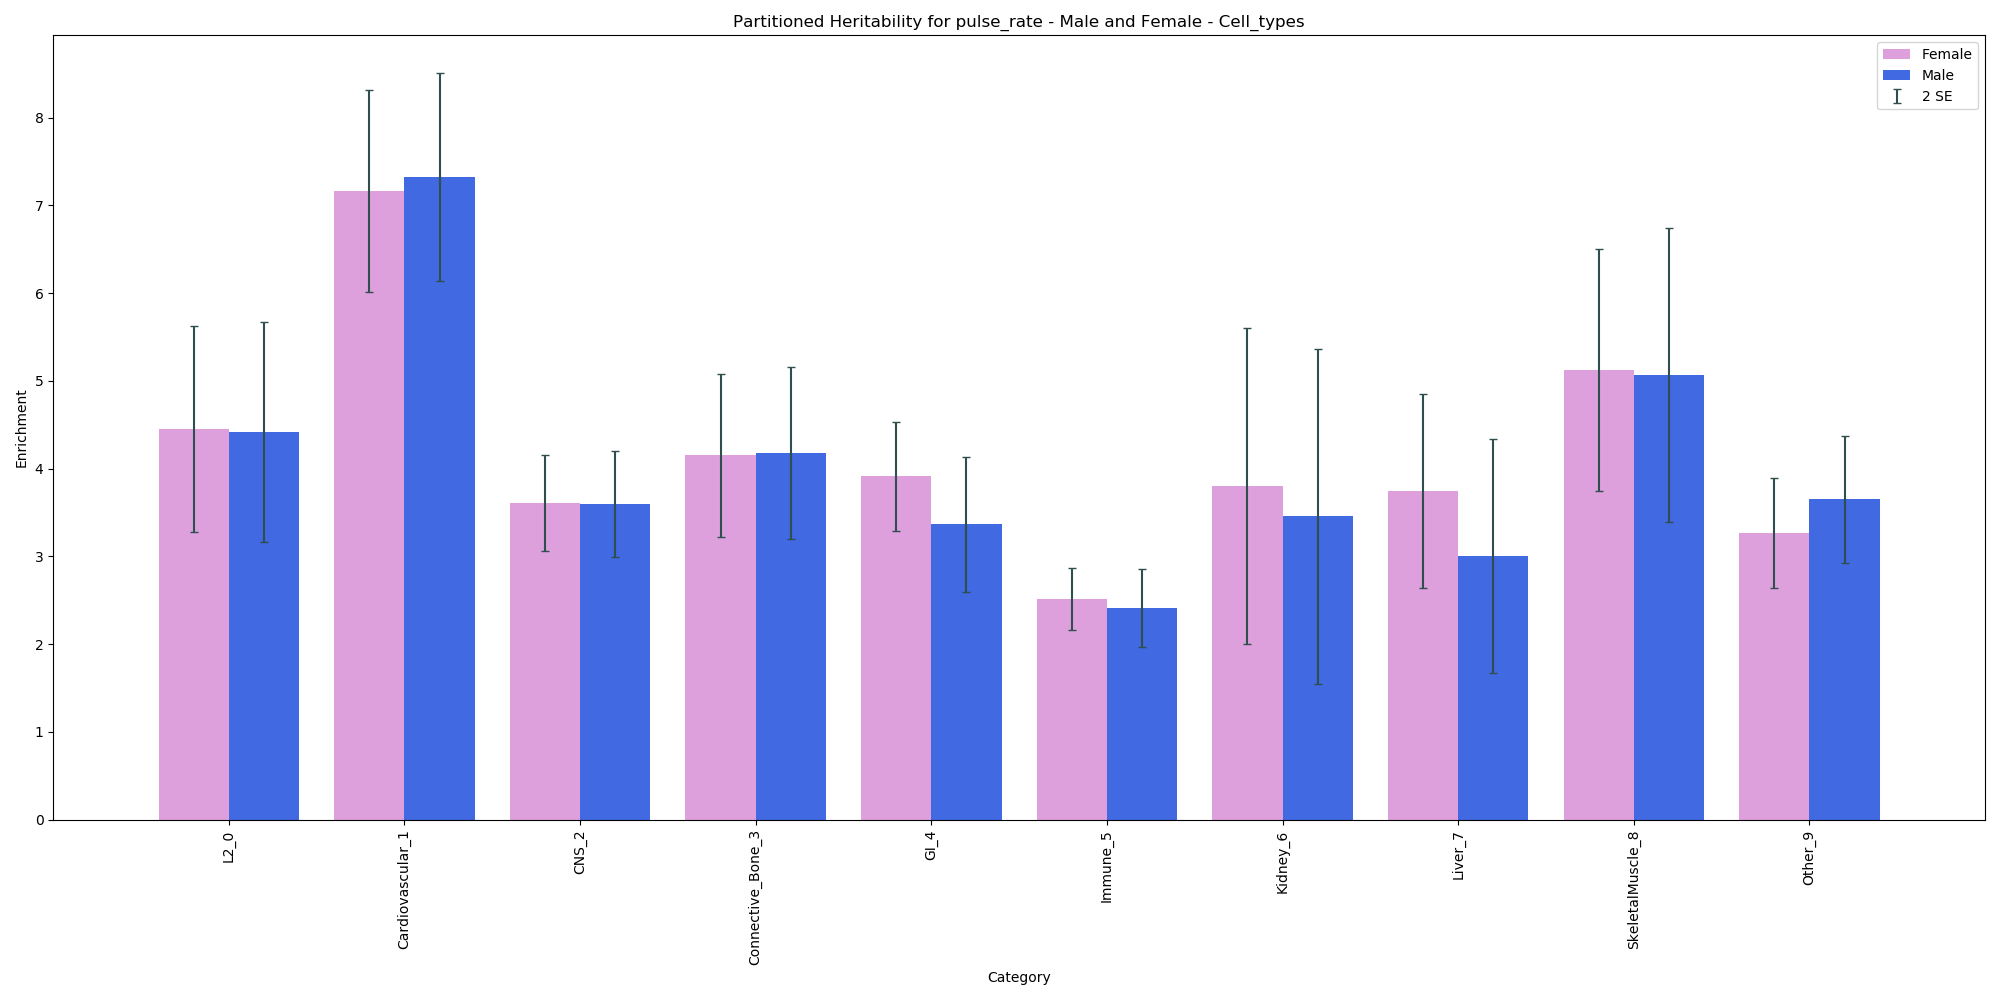 Partitioned Heritability for pulse_rate - Male and Female - Cell_types
Female
Male
2 SE
Enrichment
8
7
6
5
4
3
2
1
0
L2_0
Cardiovascular_1
CNS_2
Connective_Bone_3
GI_4
Immune_5
Kidney_6
Liver_7
SkeletalMuscle_8
Other_9
Category